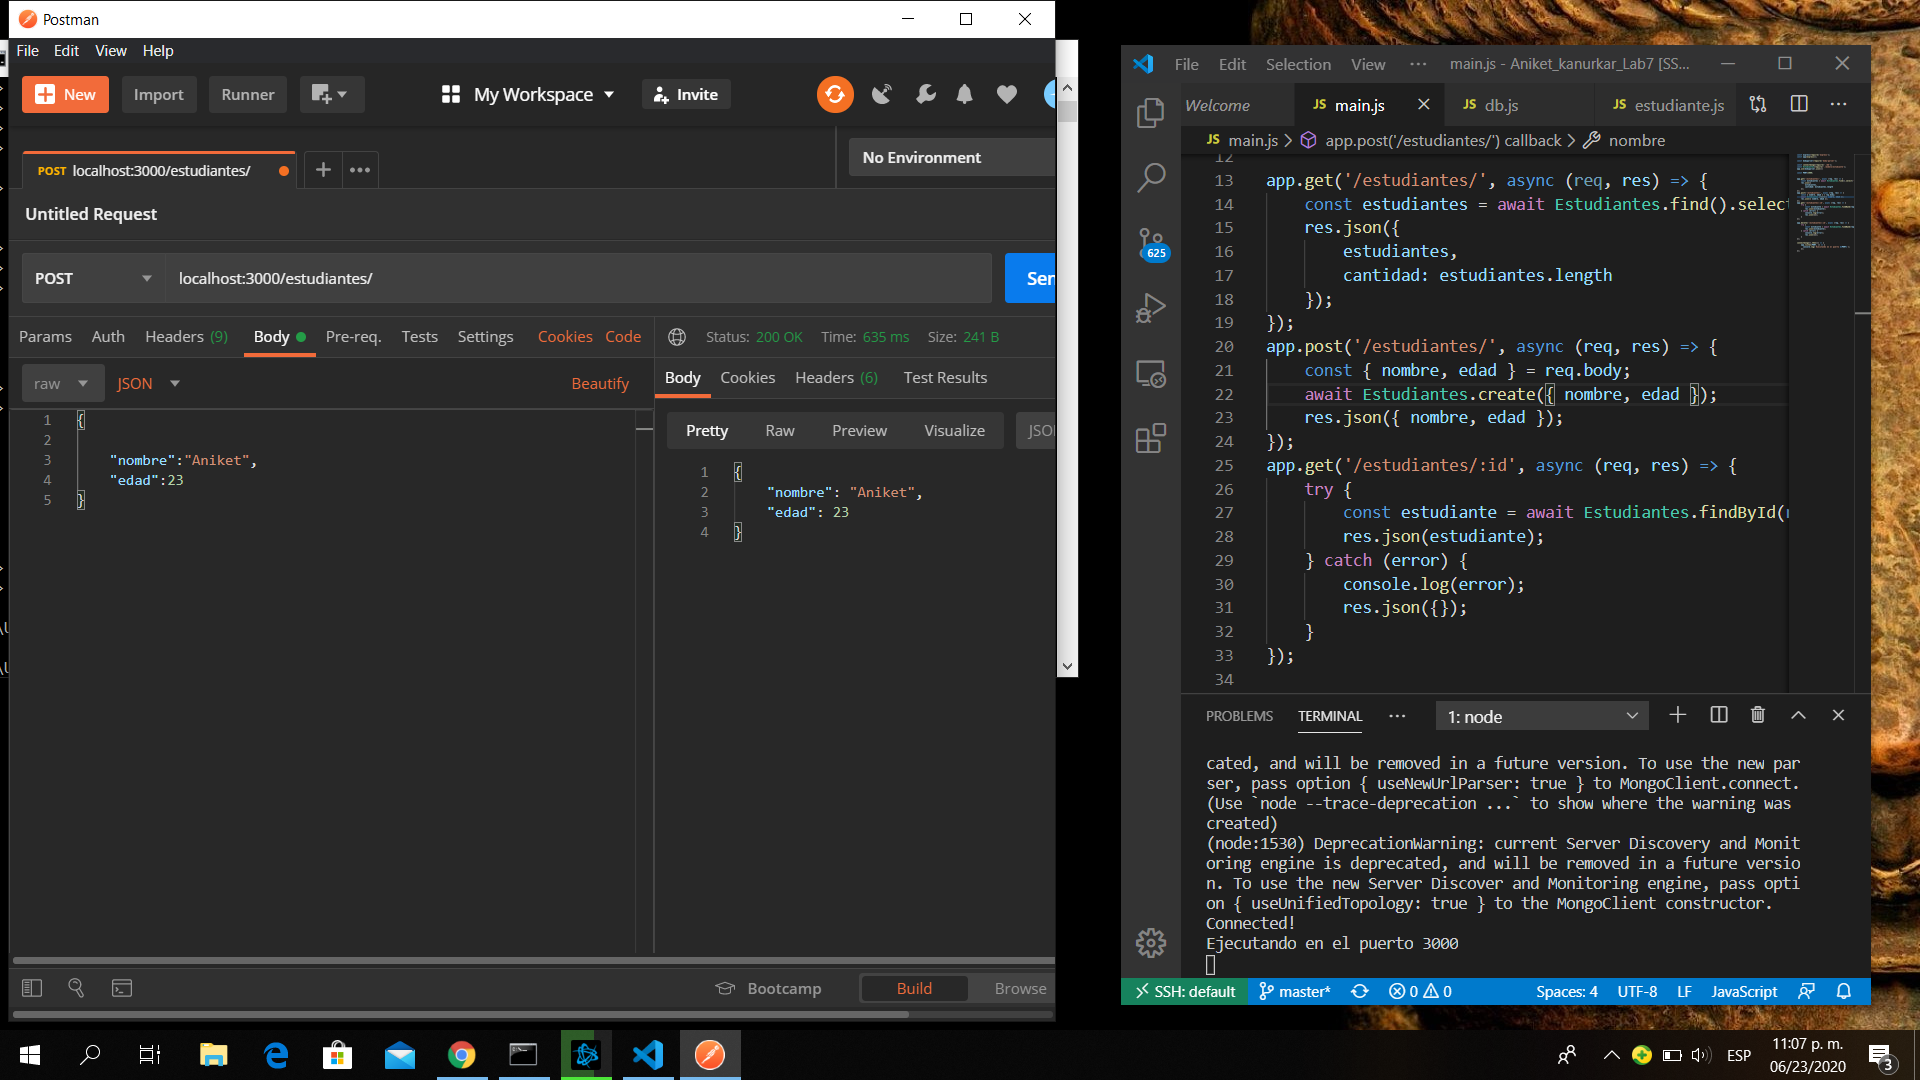 Postman
File Edit View Help
New Import Runner My Workspace Invite
POST localhost:3000/estudiantes/
No Environment
Untitled Request
POST localhost:3000/estudiantes/
Params Auth Headers (9) Body Pre-req. Tests Settings Cookies Code
Status: 200 OK Time: 635 ms Size: 241 B
raw JSON Beautify
Body Cookies Headers (6) Test Results
Pretty Raw Preview Visualize
1 {
2
3 "nombre":"Aniket",
4 "edad":23
5 }
1 {
2 "nombre": "Aniket",
3 "edad": 23
4 }
Bootcamp Build Browse
File Edit Selection View ··· main.js - Aniket_kanurkar_Lab7 [SS...
Welcome JS main.js JS db.js JS estudiante.js
JS main.js > app.post('/estudiantes/') callback > nombre
625
12
13 app.get('/estudiantes/', async (req, res) => {
14 const estudiantes = await Estudiantes.find().select
15 res.json({
16 estudiantes,
17 cantidad: estudiantes.length
18 });
19 });
20 app.post('/estudiantes/', async (req, res) => {
21 const { nombre, edad } = req.body;
22 await Estudiantes.create({ nombre, edad });
23 res.json({ nombre, edad });
24 });
25 app.get('/estudiantes/:id', async (req, res) => {
26 try {
27 const estudiante = await Estudiantes.findById(
28 res.json(estudiante);
29 } catch (error) {
30 console.log(error);
31 res.json({});
32 }
33 });
34
PROBLEMS TERMINAL ··· 1: node
cated, and will be removed in a future version. To use the new par
ser, pass option { useNewUrlParser: true } to MongoClient.connect.
(Use `node --trace-deprecation ...` to show where the warning was
created)
(node:1530) DeprecationWarning: current Server Discovery and Monit
oring engine is deprecated, and will be removed in a future versio
n. To use the new Server Discover and Monitoring engine, pass opti
on { useUnifiedTopology: true } to the MongoClient constructor.
Connected!
Ejecutando en el puerto 3000
SSH: default master* 0 0 Spaces: 4 UTF-8 LF JavaScript
ESP
11:07 p. m.
06/23/2020
3